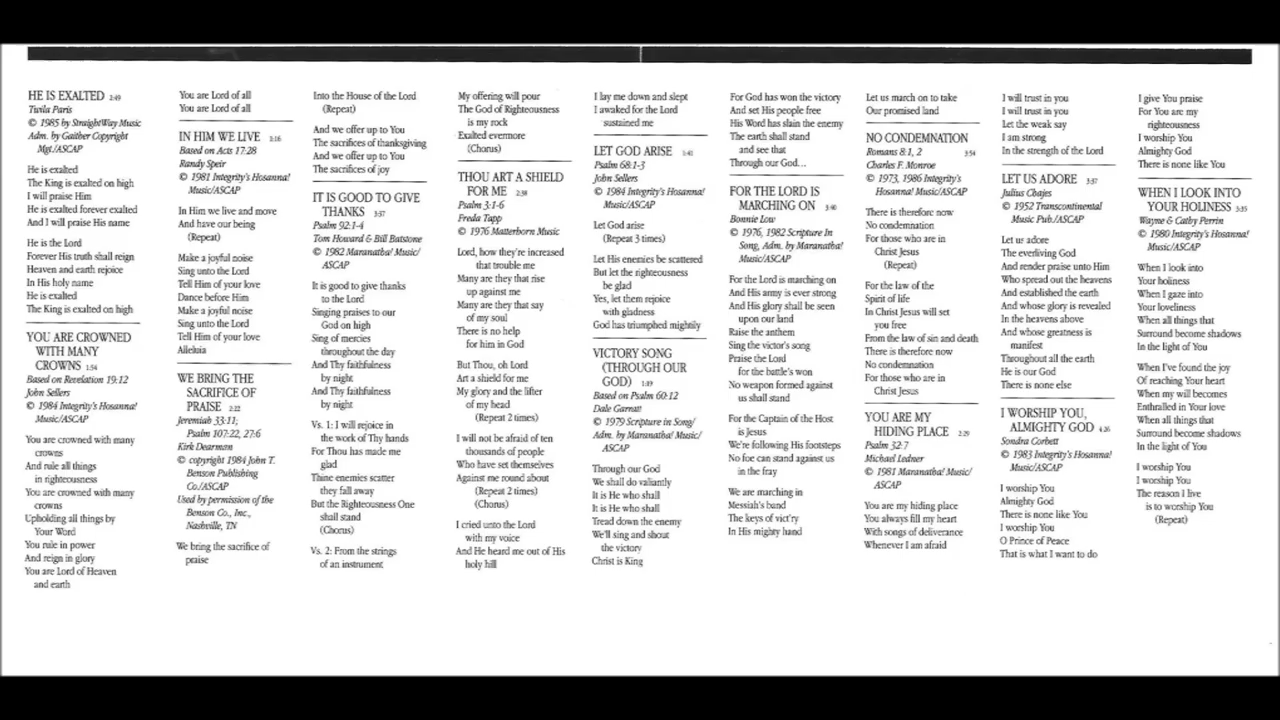 HE IS EXALTED 2:49
Twila Paris
© 1985 by StraightWay Music
Adm. by Gaither Copyright
Mgt./ASCAP
He is exalted
The King is exalted on high
I will praise Him
He is exalted forever exalted
And I will praise His name
He is the Lord
Forever His truth shall reign
Heaven and earth rejoice
In His holy name
He is exalted
The King is exalted on high
YOU ARE CROWNED
WITH MANY
CROWNS 1:54
Based on Revelation 19:12
John Sellers
© 1984 Integrity's Hosanna!
Music/ASCAP
You are crowned with many
crowns
And rule all things
in righteousness
You are crowned with many
crowns
Upholding all things by
Your Word
You rule in power
And reign in glory
You are Lord of Heaven
and earth
You are Lord of all
You are Lord of all
IN HIM WE LIVE 2:16
Based on Acts 17:28
Randy Speir
© 1981 Integrity's Hosanna!
Music/ASCAP
In Him we live and move
And have our being
(Repeat)
Make a joyful noise
Sing unto the Lord
Tell Him of your love
Dance before Him
Make a joyful noise
Sing unto the Lord
Tell Him of your love
Alleluia
WE BRING THE
SACRIFICE OF
PRAISE 2:22
Jeremiah 33:11;
Psalm 107:22, 27:6
Kirk Dearman
© copyright 1984 John T.
Benson Publishing
Co./ASCAP
Used by permission of the
Benson Co., Inc.,
Nashville, TN
We bring the sacrifice of
praise
Into the House of the Lord
(Repeat)
And we offer up to You
The sacrifices of thanksgiving
And we offer up to You
The sacrifices of joy
IT IS GOOD TO GIVE
THANKS 3:57
Psalm 92:1-4
Tom Howard & Bill Batstone
© 1982 Maranatha! Music/
ASCAP
It is good to give thanks
to the Lord
Singing praises to our
God on high
Sing of mercies
throughout the day
And Thy faithfulness
by night
And Thy faithfulness
by night
Vs. 1: I will rejoice in
the work of Thy hands
For Thou has made me
glad
Thine enemies scatter
they fall away
But the Righteousness One
shall stand
(Chorus)
Vs. 2: From the strings
of an instrument
My offering will pour
The God of Righteousness
is my rock
Exalted evermore
(Chorus)
THOU ART A SHIELD
FOR ME 2:38
Psalm 3:1-6
Freda Tapp
© 1976 Matterhorn Music
Lord, how they're increased
that trouble me
Many are they that rise
up against me
Many are they that say
of my soul
There is no help
for him in God
But Thou, oh Lord
Art a shield for me
My glory and the lifter
of my head
(Repeat 2 times)
I will not be afraid of ten
thousands of people
Who have set themselves
Against me round about
(Repeat 2 times)
(Chorus)
I cried unto the Lord
with my voice
And He heard me out of His
holy hill
I lay me down and slept
I awaked for the Lord
sustained me
LET GOD ARISE 1:41
Psalm 68:1-3
John Sellers
© 1984 Integrity's Hosanna!
Music/ASCAP
Let God arise
(Repeat 3 times)
Let His enemies be scattered
But let the righteousness
be glad
Yes, let them rejoice
with gladness
God has triumphed mightily
VICTORY SONG
(THROUGH OUR
GOD) 1:19
Based on Psalm 60:12
Dale Garratt
© 1979 Scripture in Song/
Adm. by Maranatha! Music/
ASCAP
Through our God
We shall do valiantly
It is He who shall
It is He who shall
Tread down the enemy
We'll sing and shout
the victory
Christ is King
For God has won the victory
And set His people free
His Word has slain the enemy
The earth shall stand
and see that
Through our God...
FOR THE LORD IS
MARCHING ON 3:40
Bonnie Low
© 1976, 1982 Scripture In
Song, Adm. by Maranatha!
Music/ASCAP
For the Lord is marching on
And His army is ever strong
And His glory shall be seen
upon our land
Raise the anthem
Sing the victor's song
Praise the Lord
for the battle's won
No weapon formed against
us shall stand
For the Captain of the Host
is Jesus
We're following His footsteps
No foe can stand against us
in the fray
We are marching in
Messiah's band
The keys of vict'ry
In His mighty hand
Let us march on to take
Our promised land
NO CONDEMNATION
Romans 8:1, 2 3:54
Charles F. Monroe
© 1973, 1986 Integrity's
Hosanna! Music/ASCAP
There is therefore now
No condemnation
For those who are in
Christ Jesus
(Repeat)
For the law of the
Spirit of life
In Christ Jesus will set
you free
From the law of sin and death
There is therefore now
No condemnation
For those who are in
Christ Jesus
YOU ARE MY
HIDING PLACE 2:29
Psalm 32:7
Michael Ledner
© 1981 Maranatha! Music/
ASCAP
You are my hiding place
You always fill my heart
With songs of deliverance
Whenever I am afraid
I will trust in you
I will trust in you
Let the weak say
I am strong
In the strength of the Lord
LET US ADORE 3:37
Julius Chajes
© 1952 Transcontinental
Music Pub./ASCAP
Let us adore
The everliving God
And render praise unto Him
Who spread out the heavens
And established the earth
And whose glory is revealed
In the heavens above
And whose greatness is
manifest
Throughout all the earth
He is our God
There is none else
I WORSHIP YOU,
ALMIGHTY GOD 4:26
Sondra Corbett
© 1983 Integrity's Hosanna!
Music/ASCAP
I worship You
Almighty God
There is none like You
I worship You
O Prince of Peace
That is what I want to do
I give You praise
For You are my
righteousness
I worship You
Almighty God
There is none like You
WHEN I LOOK INTO
YOUR HOLINESS 3:35
Wayne & Cathy Perrin
© 1980 Integrity's Hosanna!
Music/ASCAP
When I look into
Your holiness
When I gaze into
Your loveliness
When all things that
Surround become shadows
In the light of You
When I've found the joy
Of reaching Your heart
When my will becomes
Enthralled in Your love
When all things that
Surround become shadows
In the light of You
I worship You
I worship You
The reason I live
is to worship You
(Repeat)